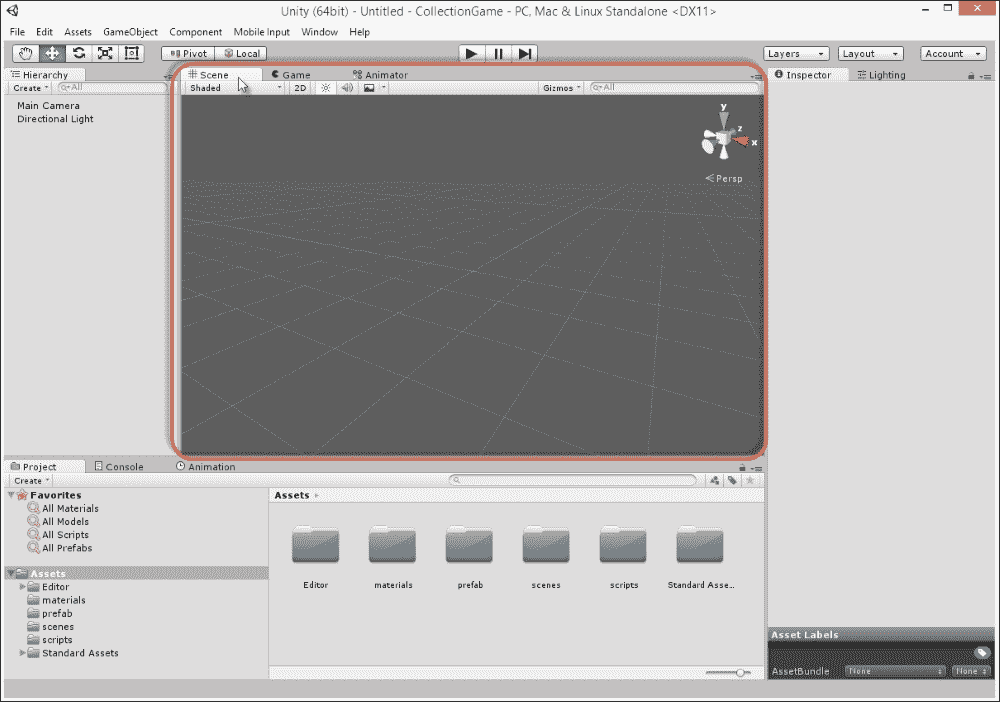 Unity (64bit) - Untitled - CollectionGame - PC, Mac & Linux Standalone <DX11>
File Edit Assets GameObject Component Mobile Input Window Help
Pivot Local Layers Layout Account
Hierarchy
Create All
Main Camera
Directional Light
Scene Game Animator
Shaded 2D Gizmos All
y
z
x
Persp
Inspector Lighting
Project Console Animation
Create
Favorites
All Materials
All Models
All Scripts
All Prefabs
Assets
Editor
materials
prefab
scenes
scripts
Standard Assets
Assets
Editor materials prefab scenes scripts Standard Asse...
Asset Labels
AssetBundle None None